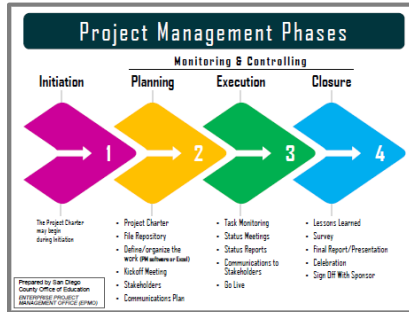 Project Management Phases
Monitoring & Controlling
Initiation
Planning
Execution
Closure
1
2
3
4
The Project Charter
may begin
during Initiation
• Project Charter
• File Repository
• Define/organize the
work (PM software or Excel)
• Kickoff Meeting
• Stakeholders
• Communications Plan
• Task Monitoring
• Status Meetings
• Status Reports
• Communications to
Stakeholders
• Go Live
• Lessons Learned
• Survey
• Final Report/Presentation
• Celebration
• Sign Off With Sponsor
Prepared by San Diego
County Office of Education
ENTERPRISE PROJECT
MANAGEMENT OFFICE (EPMO)